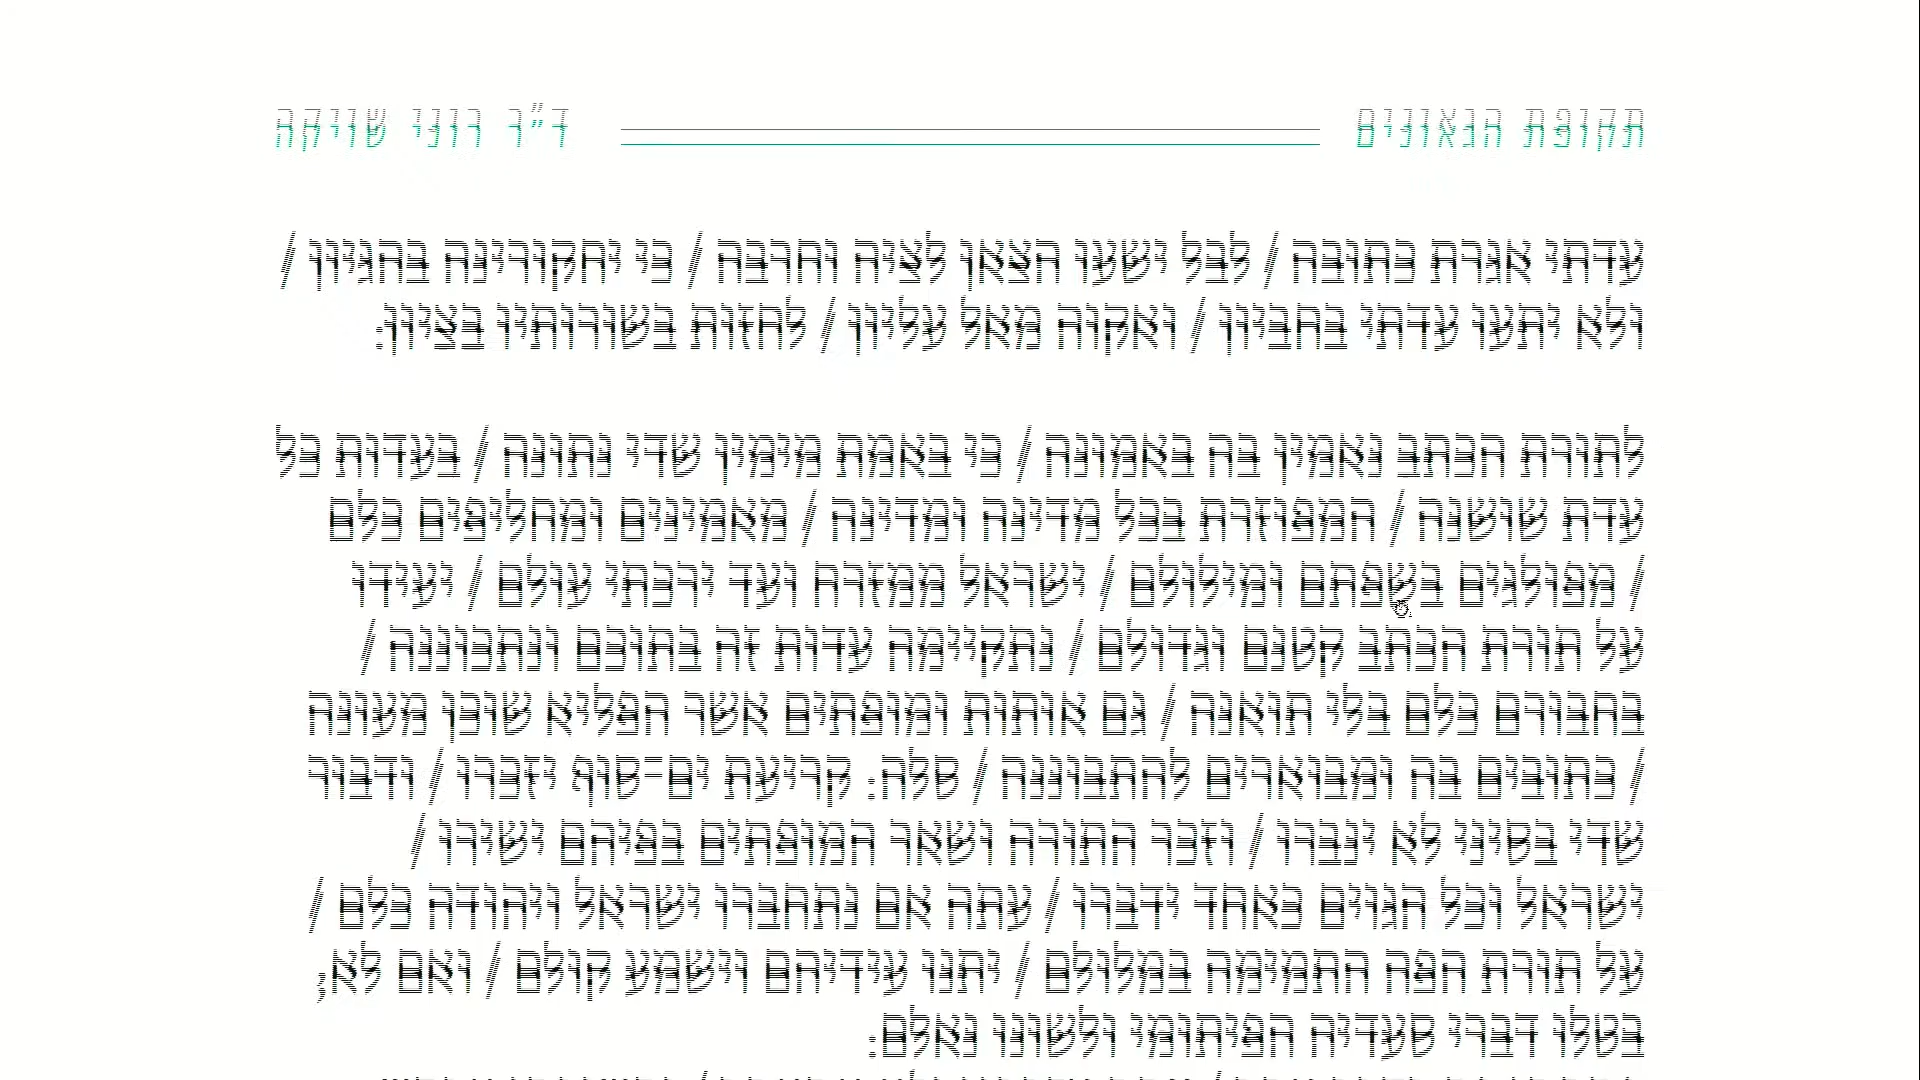 תקופת הגאונים ד"ר רוני שויקה
עדתי אגרת כתובה / לבל ישעו הצאן לציה וחרבה / כי יחקורינה בהגיון /
ולא יתעו עדתי בחביון / ואקוה מאל עליון / לחזות בשורותיו בציון.
לתורת הכתב נאמין בה באמונה / כי באמת מימין שדי נתונה / בעדות כל
עדת שושנה / המפוזרת בכל מדינה ומדינה / מאמינים ומחליפים כלם
/ מפולגים בשפתם ומילולם / ישראל ממזרח ועד ירכתי עולם / יעידו
על תורת הכתב קטנם וגדולם / נתקיימה עדות זה בתוכם ונתכוננה /
בחבורם כלם בלי תואנה / גם אותות ומופתים אשר הפליא שוכן מעונה
/ כתובים בה ומבוארים להתבוננה / שלה: קריעת ים-סוף יזכרו / ודבור
שדי בסיני לא ינכרו / וזכר התורה ושאר המופתים בפיהם ישירו /
ישראל וכל הגוים כאחד ידברו / עתה אם נתחברו ישראל ויהודה כלם /
על תורת הפה התמימה במלולם / יתנו עידיהם וישמע קולם / ואם לא,
בטלו דברי סעדיה הפיתומי ולשונו נאלם: